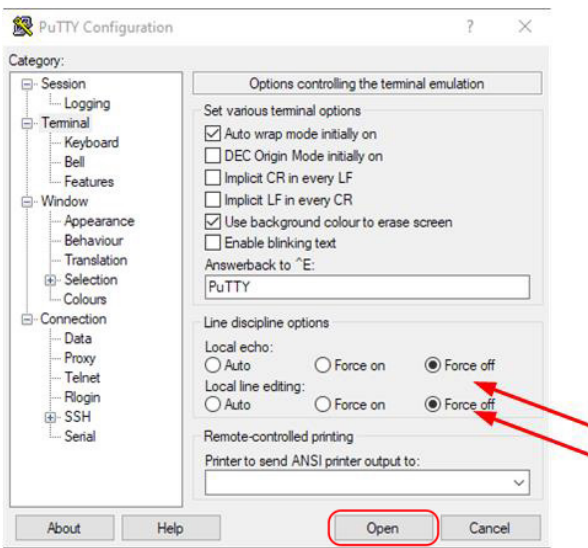 PuTTY Configuration
?
Category:
Session
Logging
Terminal
Keyboard
Bell
Features
Window
Appearance
Behaviour
Translation
Selection
Colours
Connection
Data
Proxy
Telnet
Rlogin
SSH
Serial
Options controlling the terminal emulation
Set various terminal options
Auto wrap mode initially on
DEC Origin Mode initially on
Implicit CR in every LF
Implicit LF in every CR
Use background colour to erase screen
Enable blinking text
Answerback to ^E:
PuTTY
Line discipline options
Local echo:
Auto Force on Force off
Local line editing:
Auto Force on Force off
Remote-controlled printing
Printer to send ANSI printer output to:
About Help Open Cancel